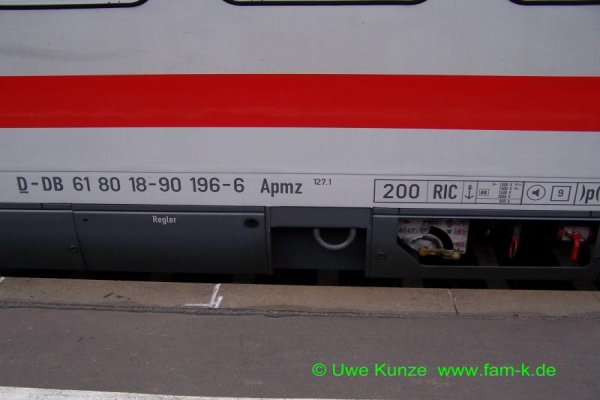 D-DB 61 80 18-90 196-6 Apmz 127.1 200 RIC 9 )p(
Regler
© Uwe Kunze www.fam-k.de